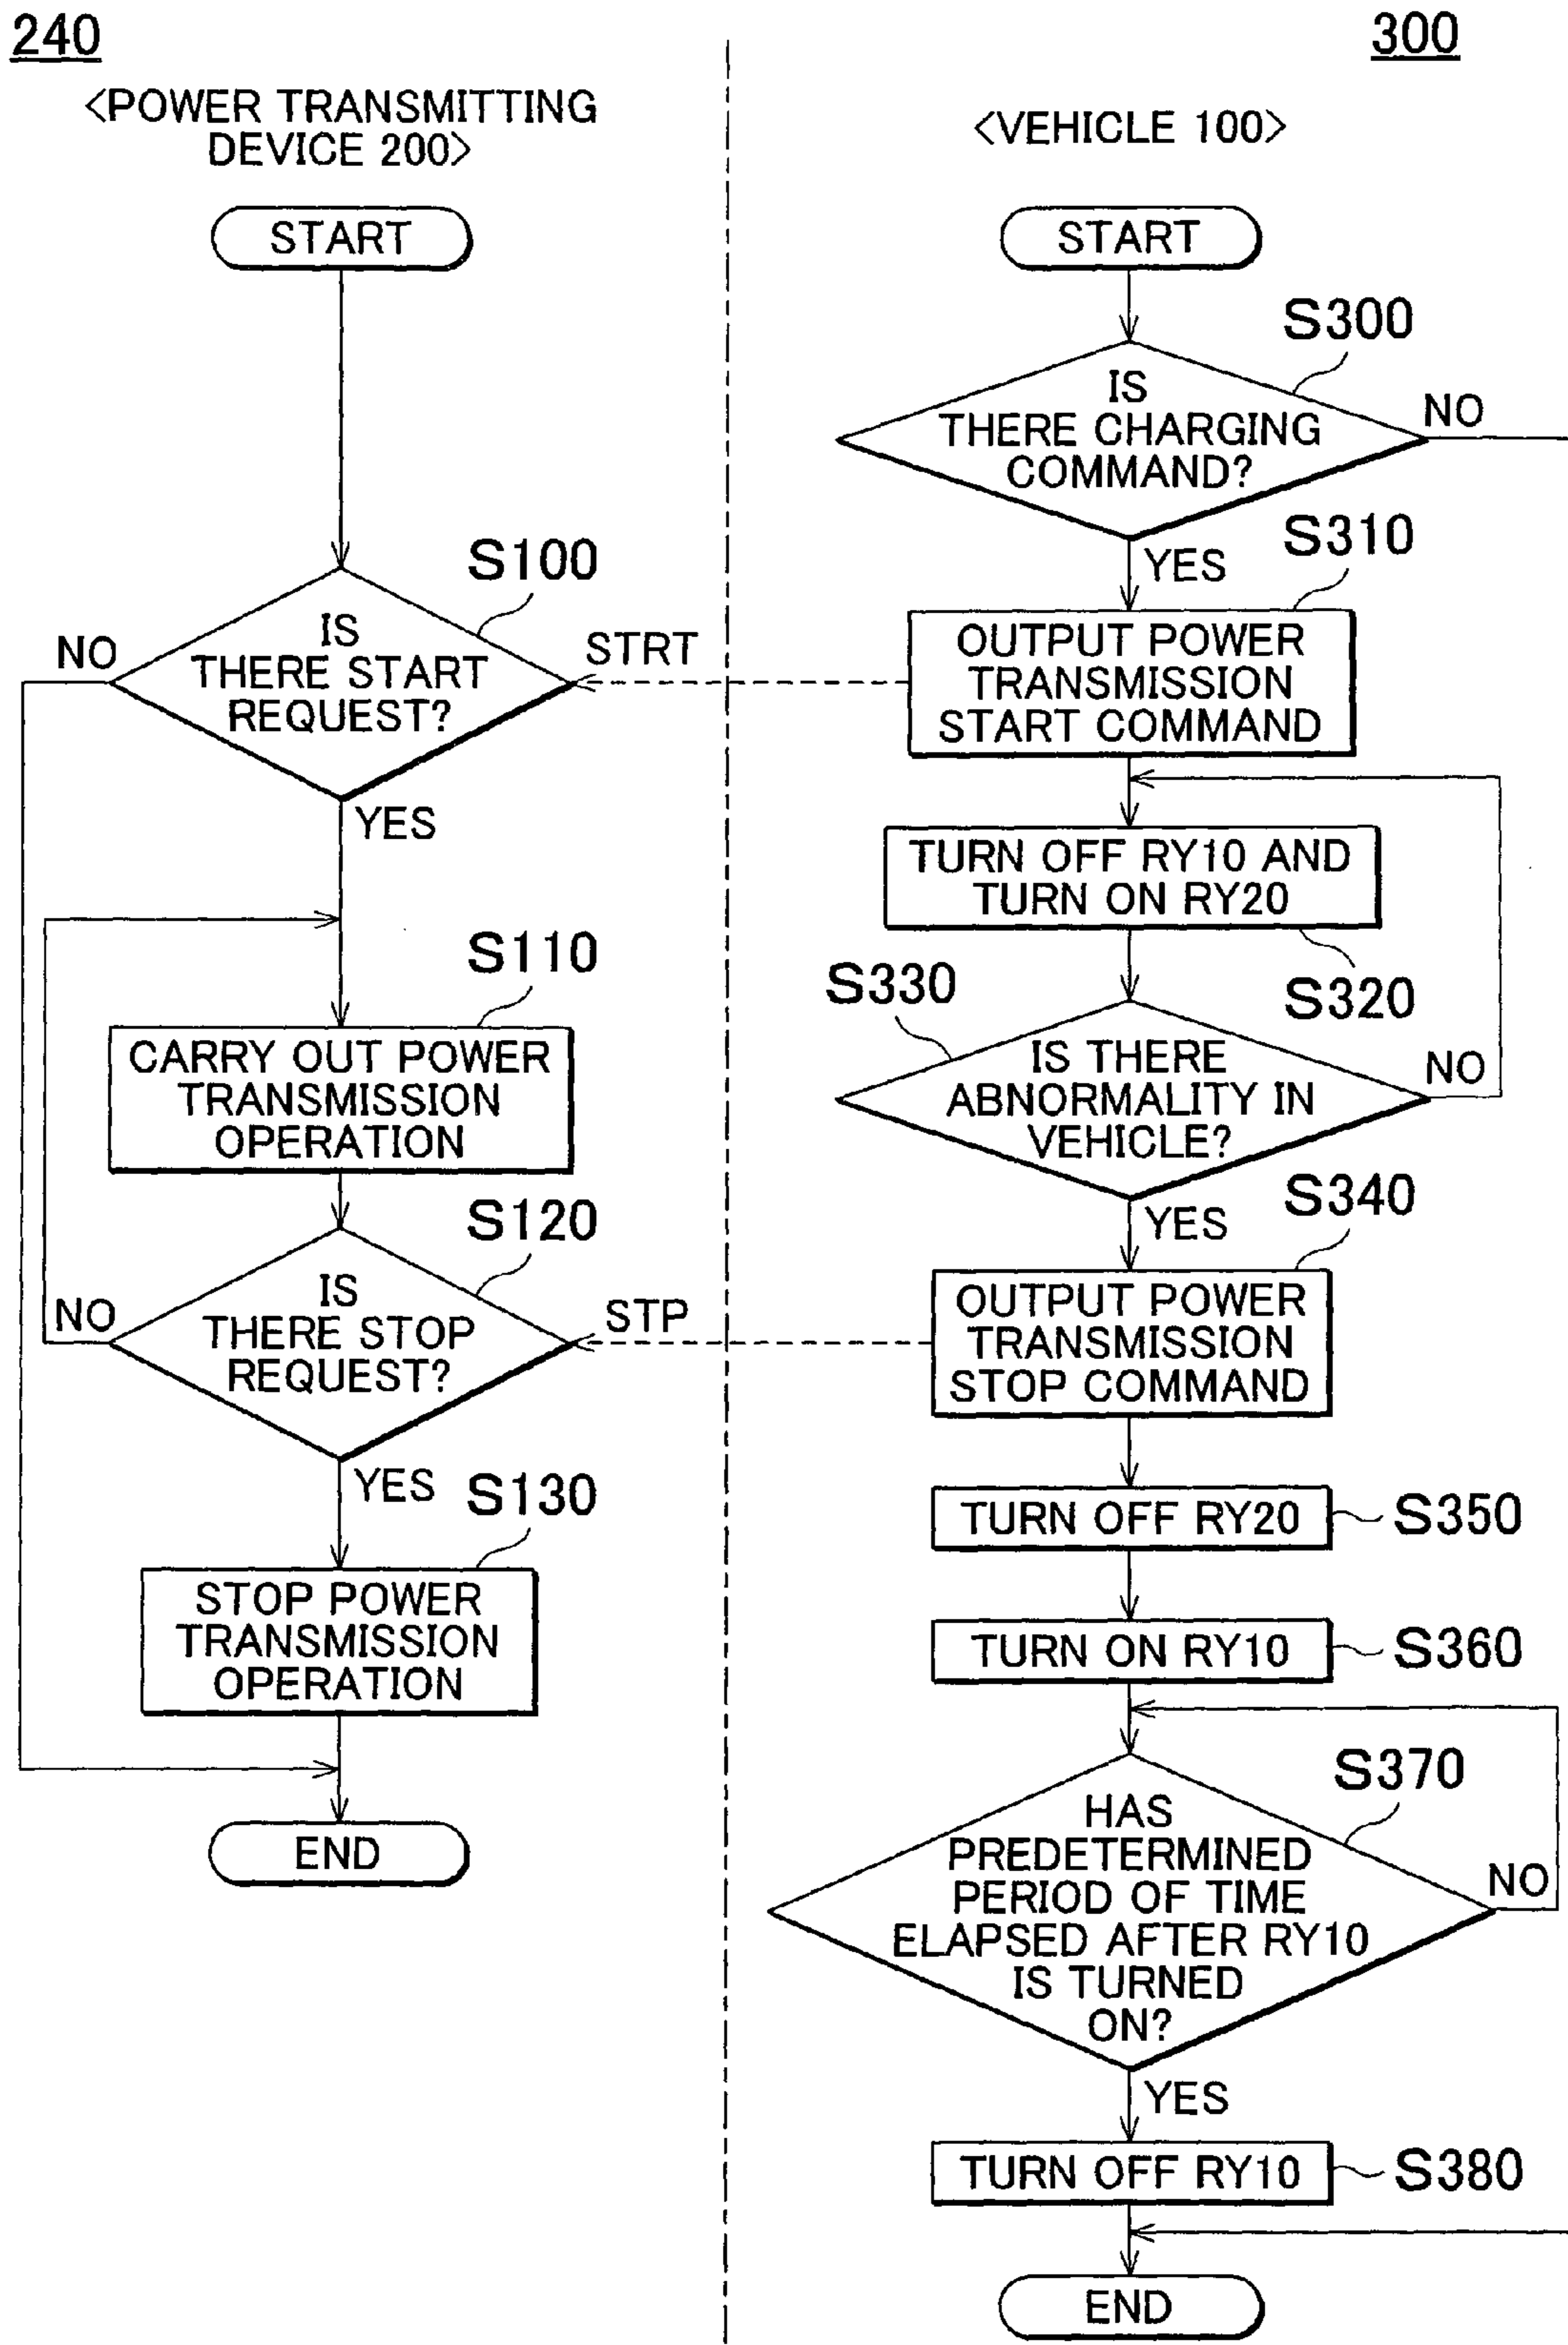 240
<POWER TRANSMITTING
DEVICE 200>
START
S100
IS
THERE START
REQUEST?
NO
STRT
YES
S110
CARRY OUT POWER
TRANSMISSION
OPERATION
S120
IS
THERE STOP
REQUEST?
NO
STP
YES
S130
STOP POWER
TRANSMISSION
OPERATION
END
300
<VEHICLE 100>
START
S300
IS
THERE CHARGING
COMMAND?
NO
YES
S310
OUTPUT POWER
TRANSMISSION
START COMMAND
TURN OFF RY10 AND
TURN ON RY20
S320
S330
IS THERE
ABNORMALITY IN
VEHICLE?
NO
YES
S340
OUTPUT POWER
TRANSMISSION
STOP COMMAND
TURN OFF RY20
S350
TURN ON RY10
S360
S370
HAS
PREDETERMINED
PERIOD OF TIME
ELAPSED AFTER RY10
IS TURNED
ON?
NO
YES
TURN OFF RY10
S380
END